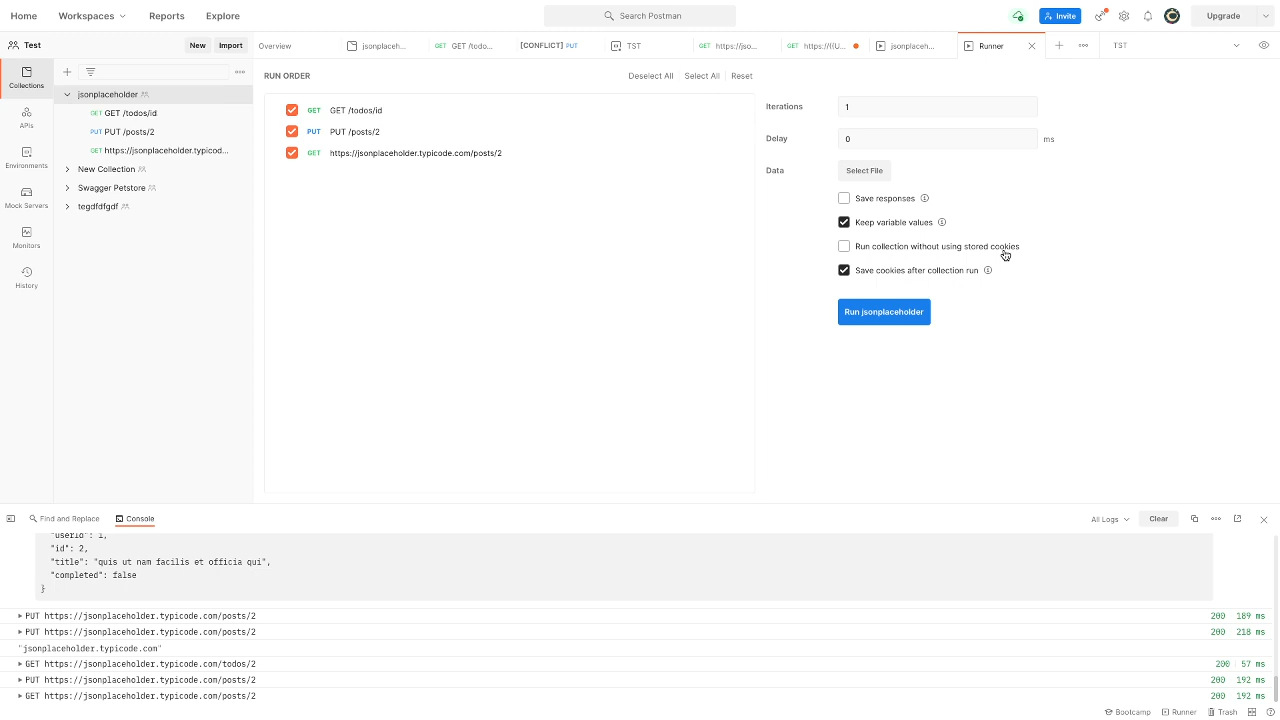 Home
Workspaces
Reports
Explore
Search Postman
Invite
Upgrade
Test
New
Import
Overview
jsonplaceh...
GET /todo...
[CONFLICT] PUT
TST
GET https://jso...
GET https://{{U...
jsonplaceh...
Runner
TST
Collections
APIs
Environments
Mock Servers
Monitors
History
jsonplaceholder
GET GET /todos/id
PUT PUT /posts/2
GET https://jsonplaceholder.typicod...
New Collection
Swagger Petstore
tegdfdfgdf
RUN ORDER
Deselect All
Select All
Reset
GET GET /todos/id
PUT PUT /posts/2
GET https://jsonplaceholder.typicode.com/posts/2
Iterations 1
Delay 0 ms
Data Select File
Save responses
Keep variable values
Run collection without using stored cookies
Save cookies after collection run
Run jsonplaceholder
Find and Replace
Console
All Logs
Clear
"userId": 1,
"id": 2,
"title": "quis ut nam facilis et officia qui",
"completed": false
}
PUT https://jsonplaceholder.typicode.com/posts/2 200 189 ms
PUT https://jsonplaceholder.typicode.com/posts/2 200 218 ms
"jsonplaceholder.typicode.com"
GET https://jsonplaceholder.typicode.com/todos/2 200 57 ms
PUT https://jsonplaceholder.typicode.com/posts/2 200 192 ms
GET https://jsonplaceholder.typicode.com/posts/2 200 192 ms
Bootcamp
Runner
Trash